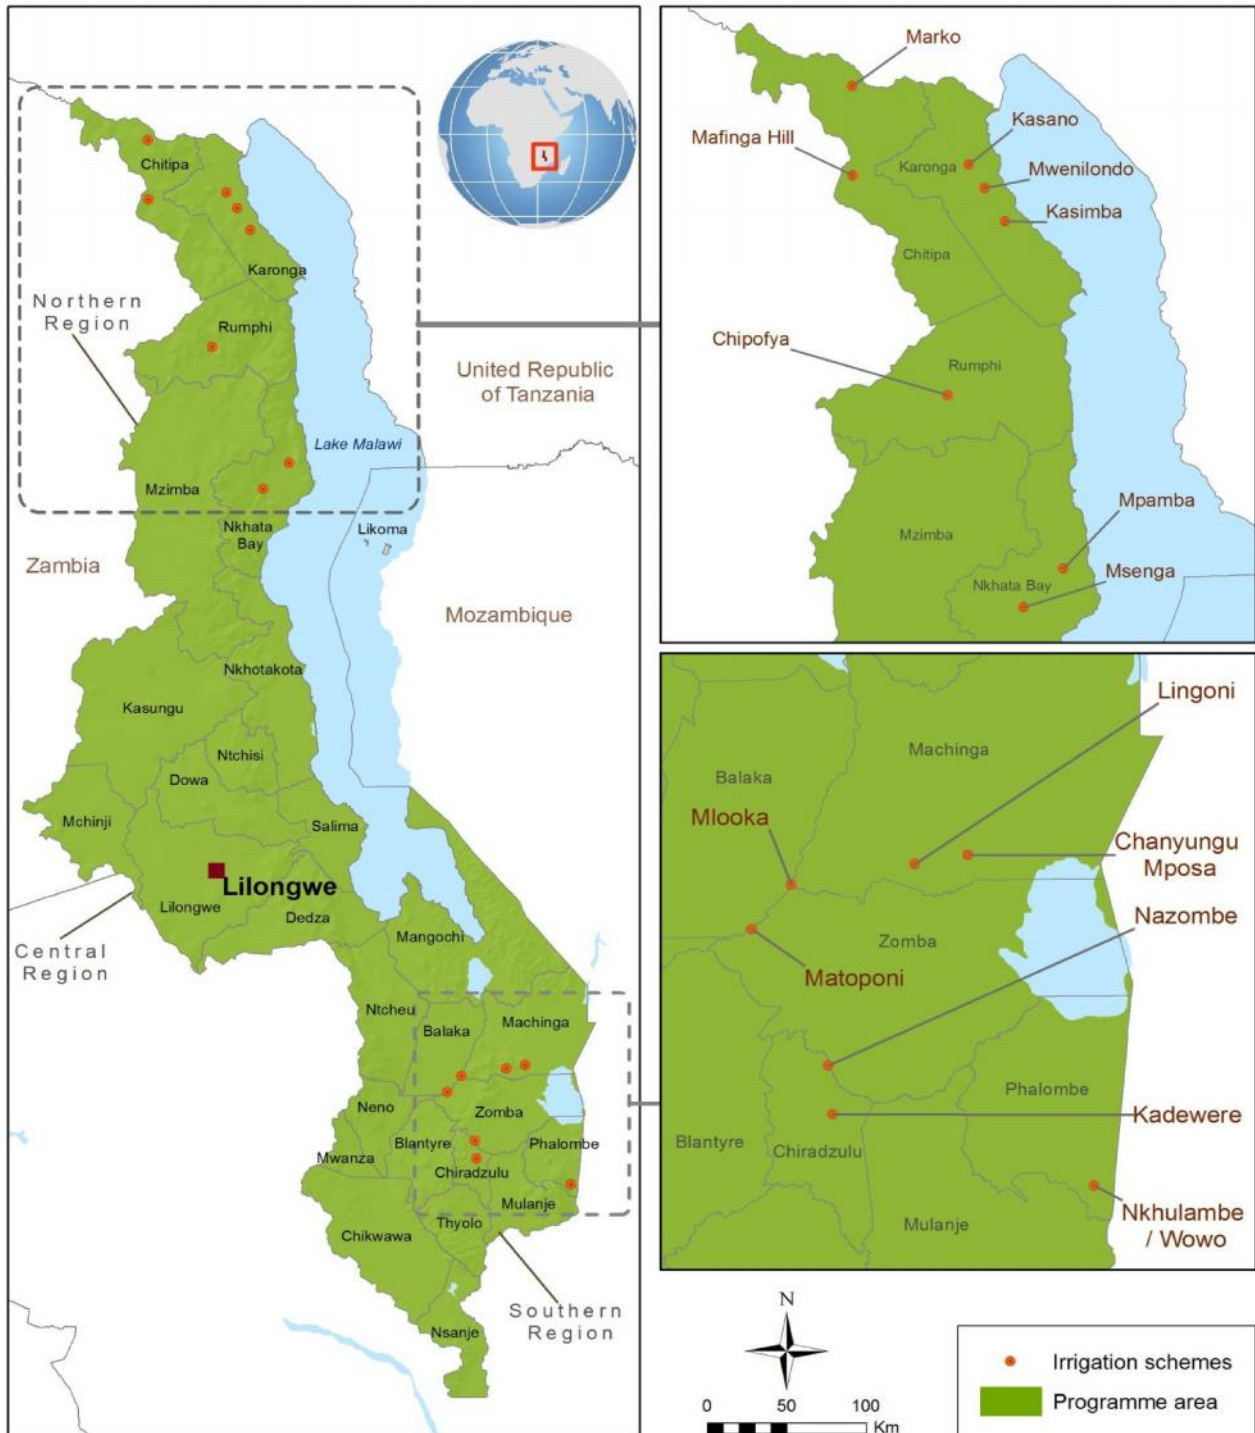 Chitipa
Karonga
Northern
Region
Rumphi
United Republic
of Tanzania
Lake Malawi
Mzimba
Nkhata
Bay
Likoma
Zambia
Mozambique
Nkhotakota
Kasungu
Ntchisi
Dowa
Mchinji
Salima
Lilongwe
Lilongwe
Dedza
Central
Region
Mangochi
Ntcheu
Balaka
Machinga
Neno
Zomba
Blantyre
Phalombe
Mwanza
Chiradzulu
Mulanje
Thyolo
Chikwawa
Southern
Region
Nsanje
Marko
Kasano
Mafinga Hill
Karonga
Mwenilondo
Kasimba
Chitipa
Chipofya
Rumphi
Mpamba
Mzimba
Msenga
Nkhata Bay
Lingoni
Machinga
Balaka
Mlooka
Chanyungu
Mposa
Nazombe
Zomba
Matoponi
Phalombe
Kadewere
Blantyre
Chiradzulu
Nkhulambe
/ Wowo
Mulanje
N
0 50 100
Km
Irrigation schemes
Programme area